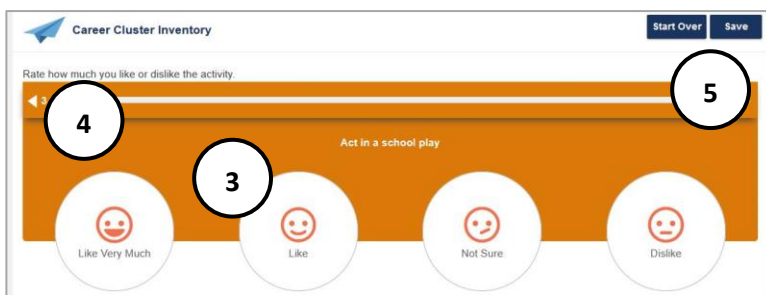 Career Cluster Inventory
Start Over Save
Rate how much you like or dislike the activity.
3
5
4
Act in a school play
3
Like Very Much
Like
Not Sure
Dislike